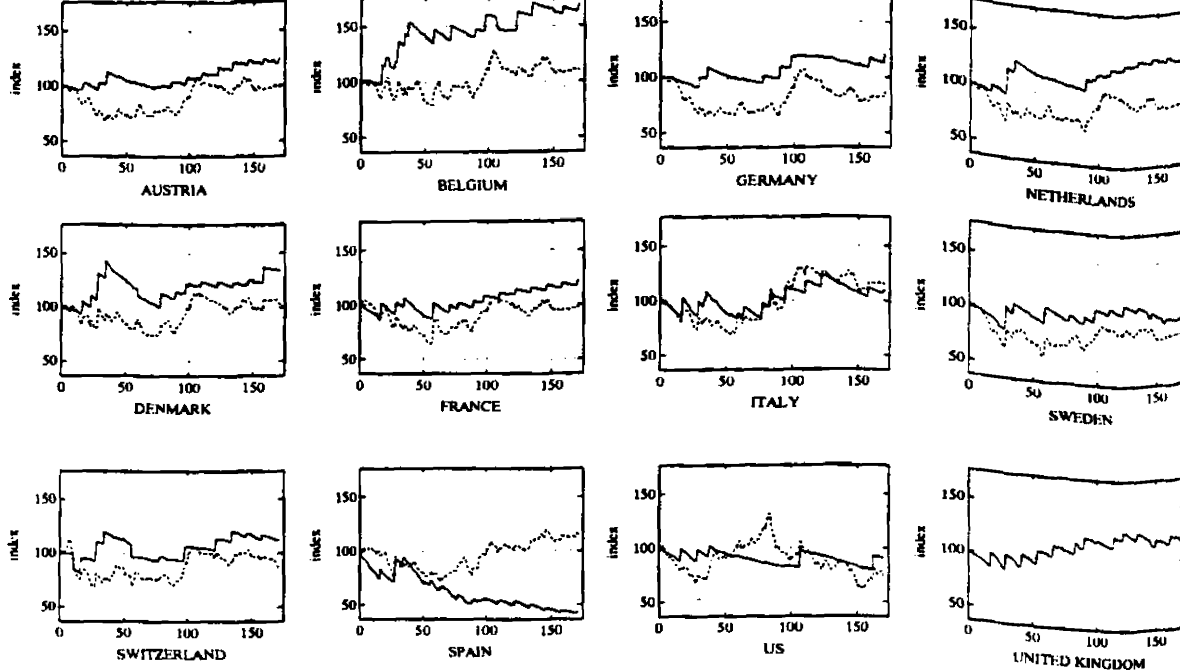 index 150 100 50 0 50 100 150 AUSTRIA
index 150 100 50 0 50 100 150 BELGIUM
index 150 100 50 0 50 100 150 GERMANY
index 150 100 50 50 100 150 NETHERLANDS
index 150 100 50 0 50 100 150 DENMARK
index 150 100 50 0 50 100 150 FRANCE
index 150 100 50 0 50 100 150 ITALY
index 150 100 50 0 50 100 150 SWEDEN
index 150 100 50 0 50 100 150 SWITZERLAND
index 150 100 50 0 50 100 150 SPAIN
index 150 100 50 0 50 100 150 US
index 150 100 50 0 50 100 150 UNITED KINGDOM